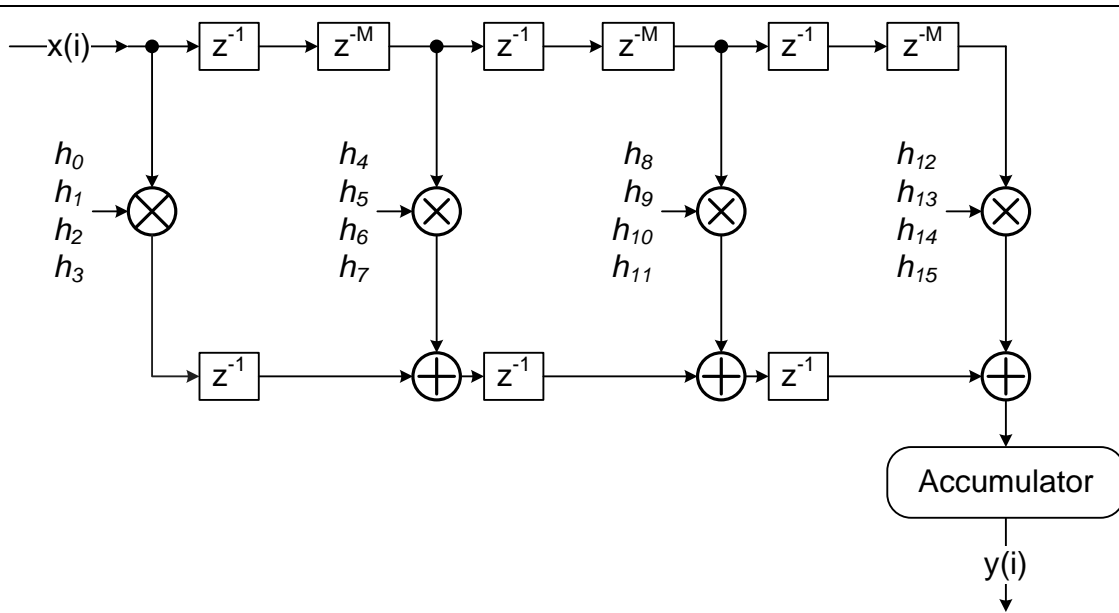 x(i) z⁻¹ z⁻ᴹ z⁻¹ z⁻ᴹ z⁻¹ z⁻ᴹ
h₀ h₄ h₈ h₁₂
h₁ h₅ h₉ h₁₃
h₂ h₆ h₁₀ h₁₄
h₃ h₇ h₁₁ h₁₅
z⁻¹ z⁻¹ z⁻¹
Accumulator
y(i)